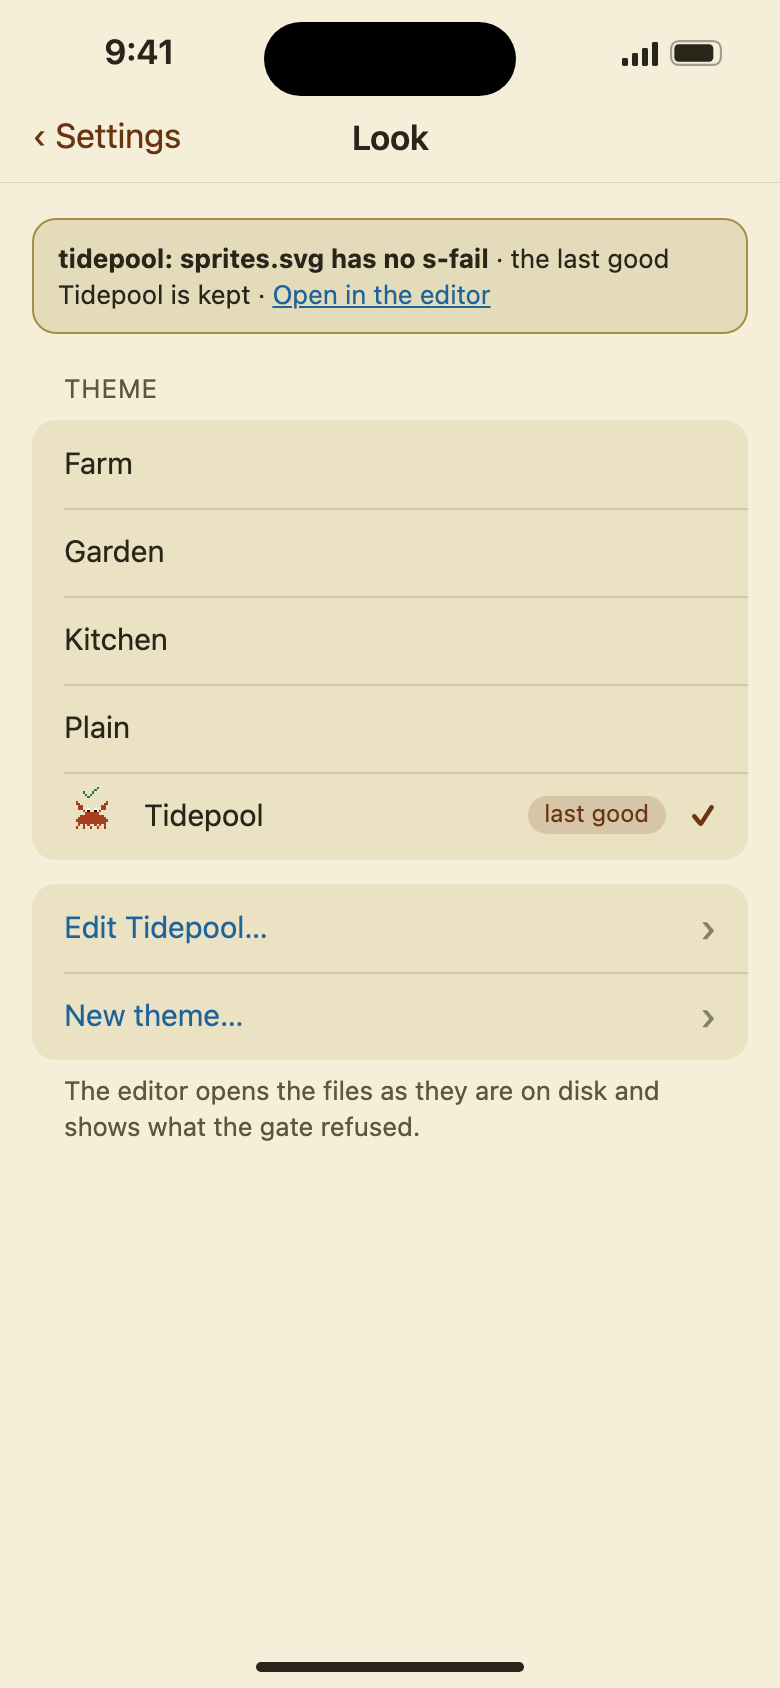 9:41
‹ Settings
Look
tidepool: sprites.svg has no s-fail · the last good
Tidepool is kept · Open in the editor
THEME
Farm
Garden
Kitchen
Plain
Tidepool
last good
Edit Tidepool...
New theme...
The editor opens the files as they are on disk and
shows what the gate refused.